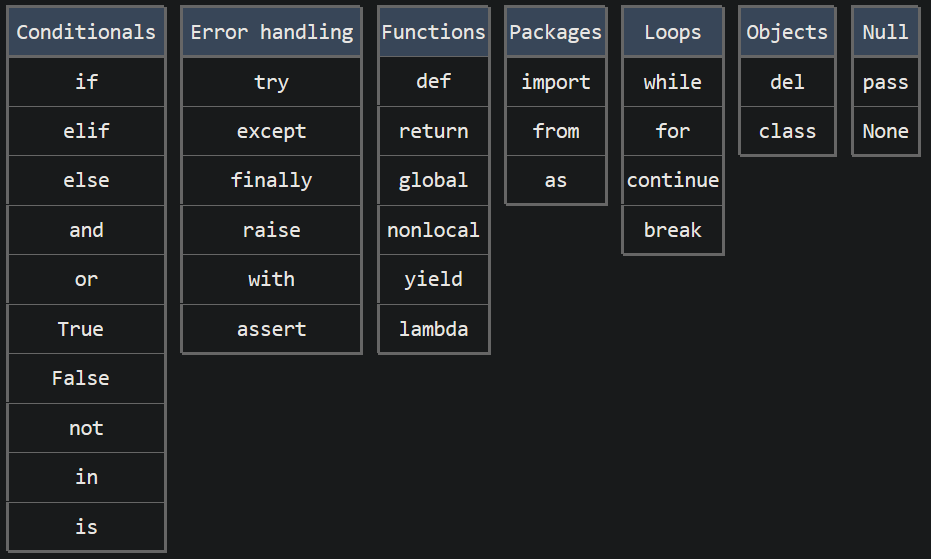 Conditionals
if
elif
else
and
or
True
False
not
in
is
Error handling
try
except
finally
raise
with
assert
Functions
def
return
global
nonlocal
yield
lambda
Packages
import
from
as
Loops
while
for
continue
break
Objects
del
class
Null
pass
None